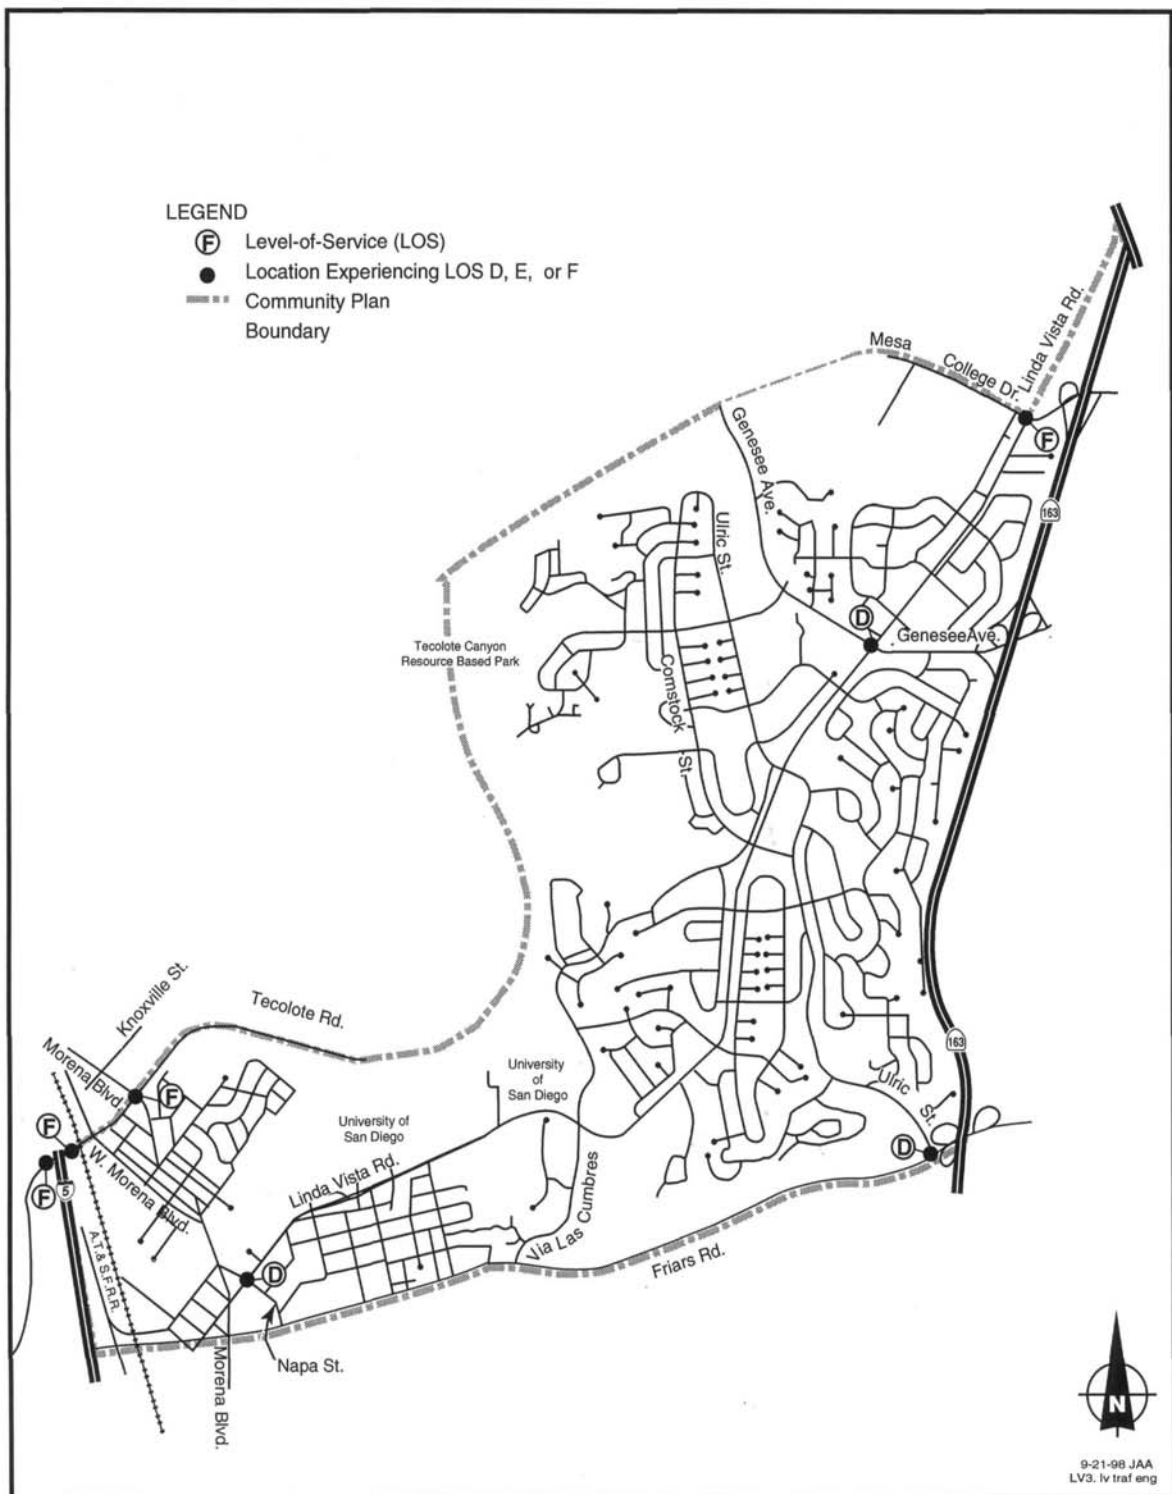 LEGEND
F Level-of-Service (LOS)
Location Experiencing LOS D, E, or F
Community Plan
Boundary
Linda Vista Rd.
Mesa
College Dr.
F
Genesee Ave.
163
Ulric St.
D
GeneseeAve.
Tecolote Canyon
Resource Based Park
Comstock
St.
Knoxville St.
Tecolote Rd.
Morena Blvd.
F
163
University
of
San Diego
Ulric
St.
University of
San Diego
F
D
W. Morena Blvd.
Linda Vista Rd.
F
5
Via Las
Cumbres
A.T.& S.F.R.R.
D
Friars Rd.
Napa St.
Morena Blvd.
N
9-21-98 JAA
LV3. lv traf eng